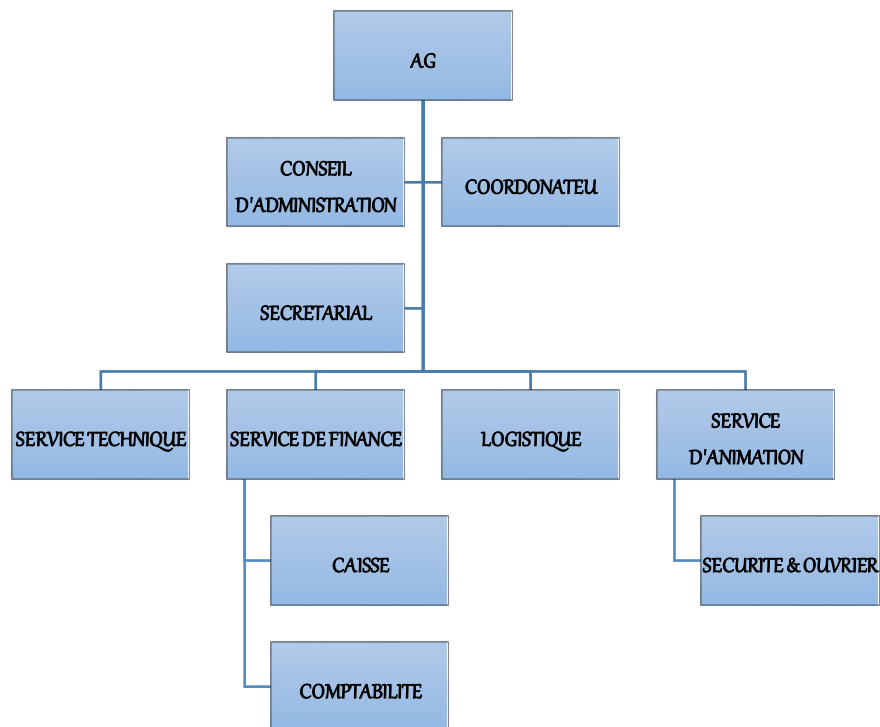 AG
CONSEIL
D'ADMINISTRATION
COORDONATEU
SECRETARIAL
SERVICE TECHNIQUE
SERVICE DE FINANCE
LOGISTIQUE
SERVICE
D'ANIMATION
CAISSE
SECURITE & OUVRIER
COMPTABILITE